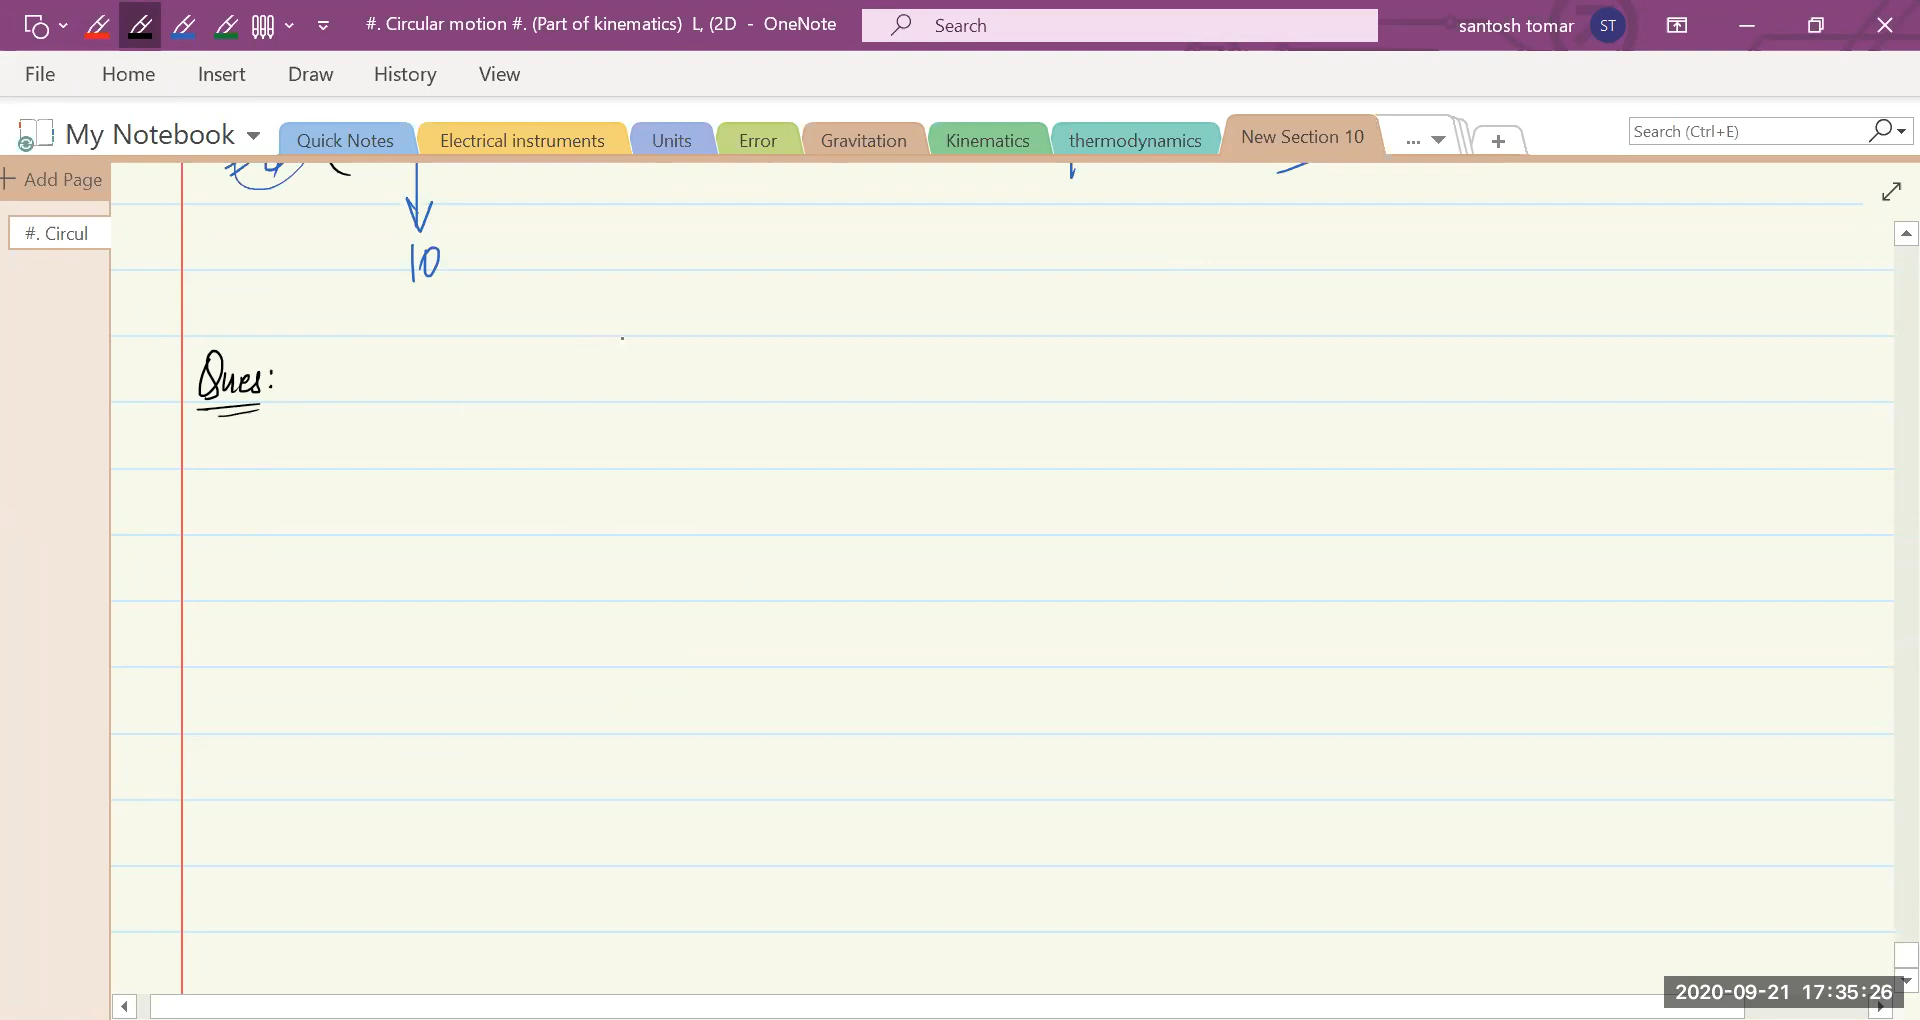 #. Circular motion #. (Part of kinematics) L, (2D - OneNote
Search
santosh tomar ST
File Home Insert Draw History View
My Notebook Quick Notes Electrical instruments Units Error Gravitation Kinematics thermodynamics New Section 10 ... Search (Ctrl+E)
Add Page
#. Circul
10
Ques:
2020-09-21 17:35:26